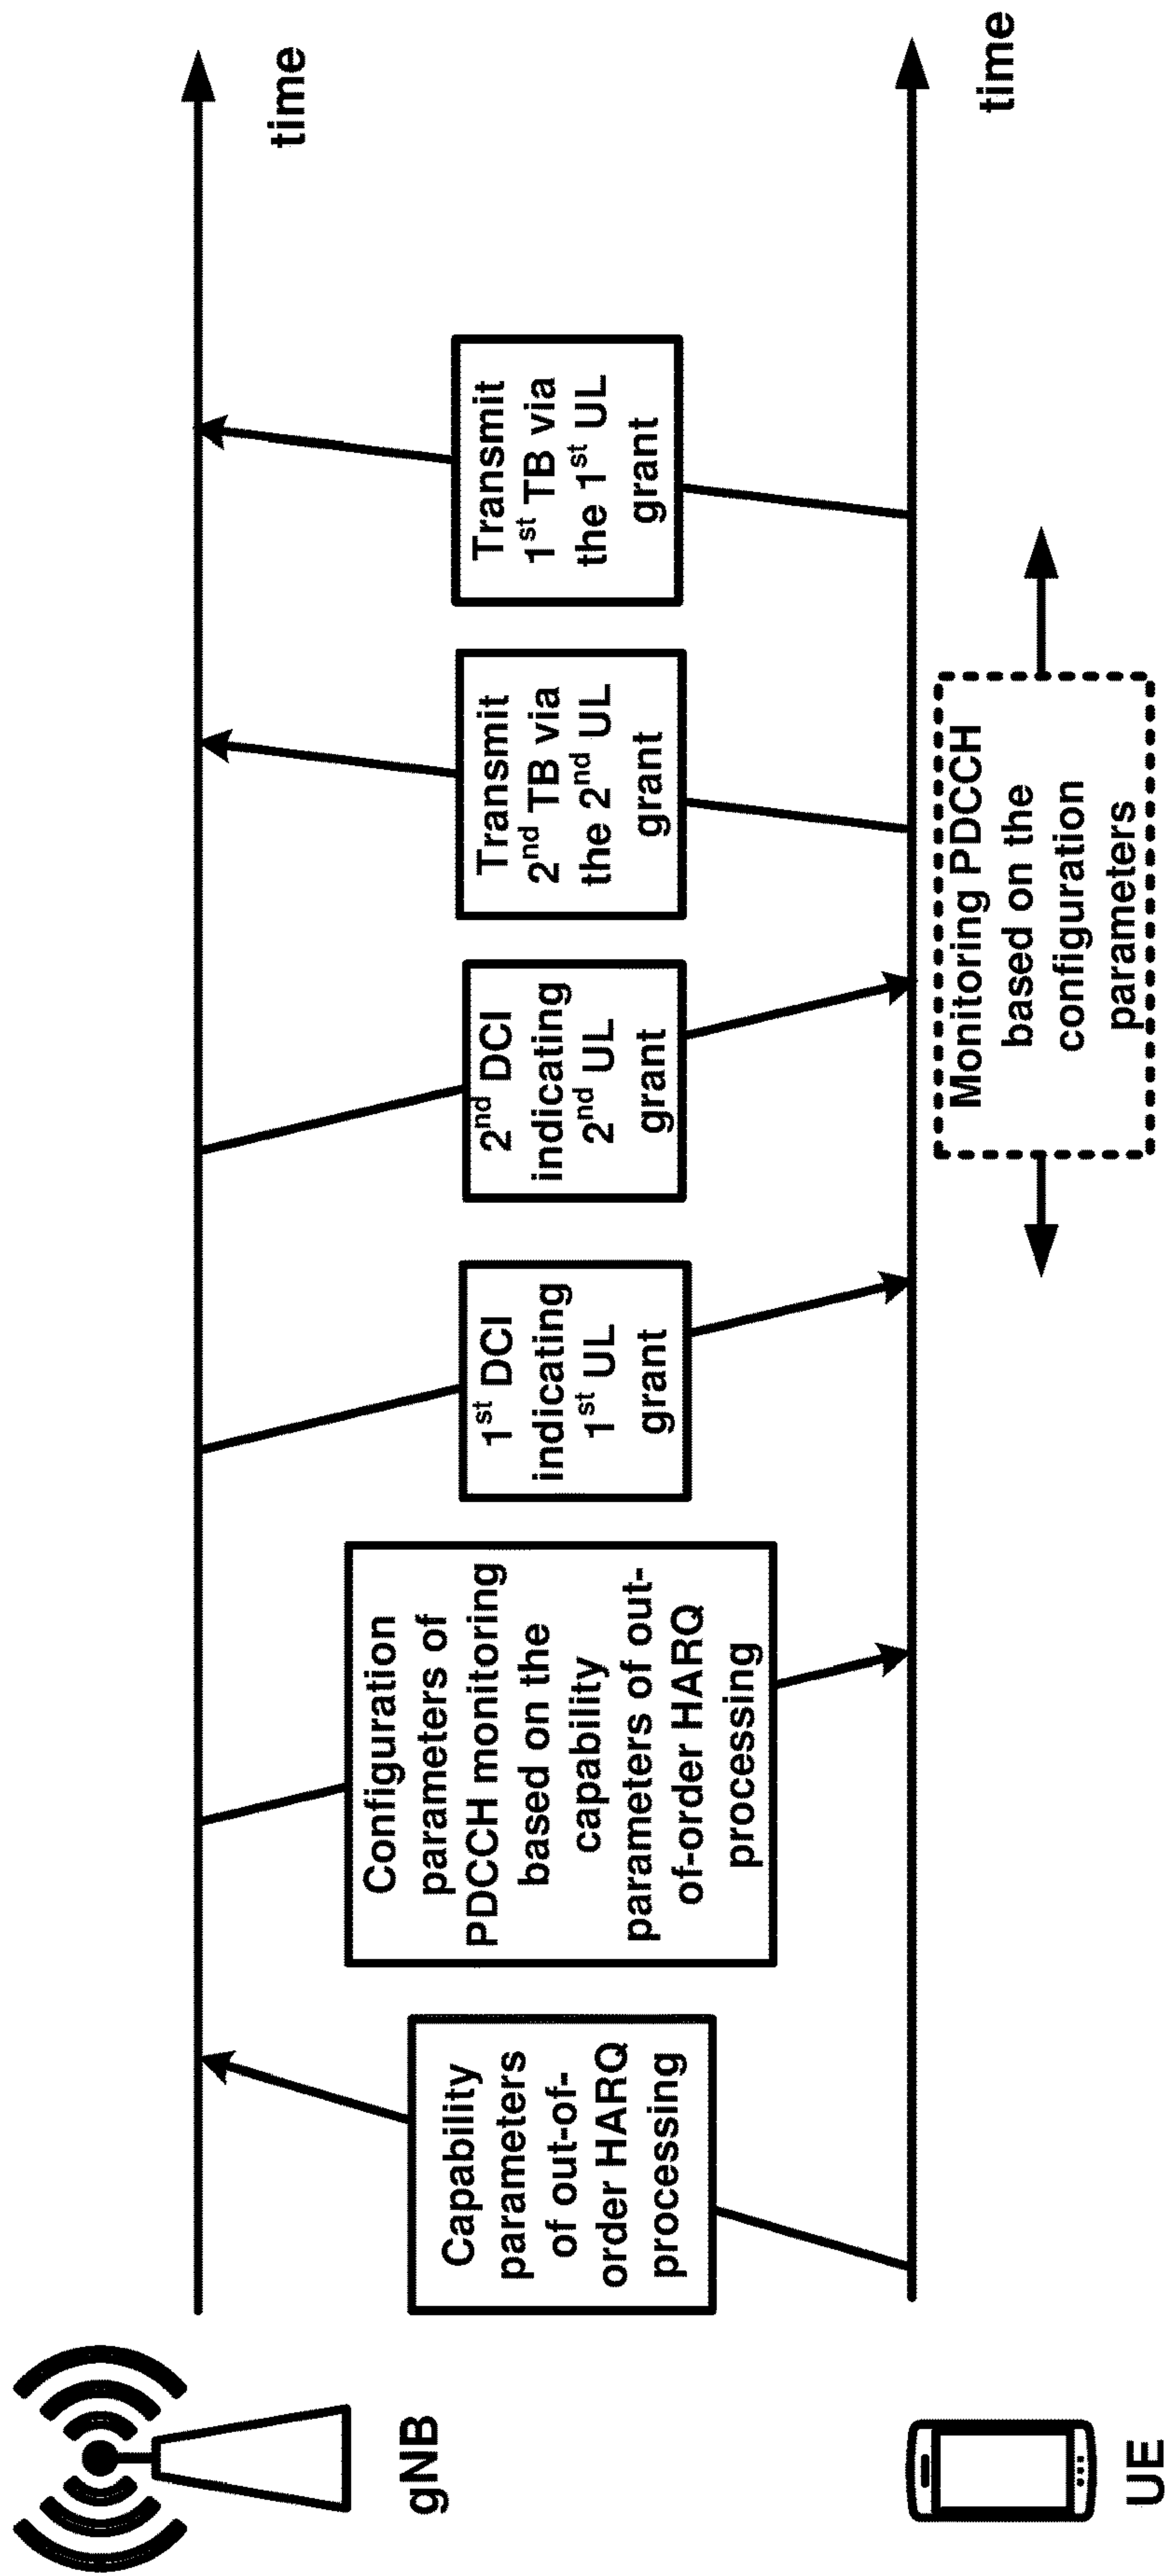 gNB
Capability
parameters
of out-of-
order HARQ
processing
Configuration
parameters of
PDCCH monitoring
based on the
capability
parameters of out-
of-order HARQ
processing
1st DCI
indicating
1st UL
grant
2nd DCI
indicating
2nd UL
grant
Transmit
2nd TB via
the 2nd UL
grant
Transmit
1st TB via
the 1st UL
grant
time
UE
Monitoring PDCCH
based on the
configuration
parameters
time